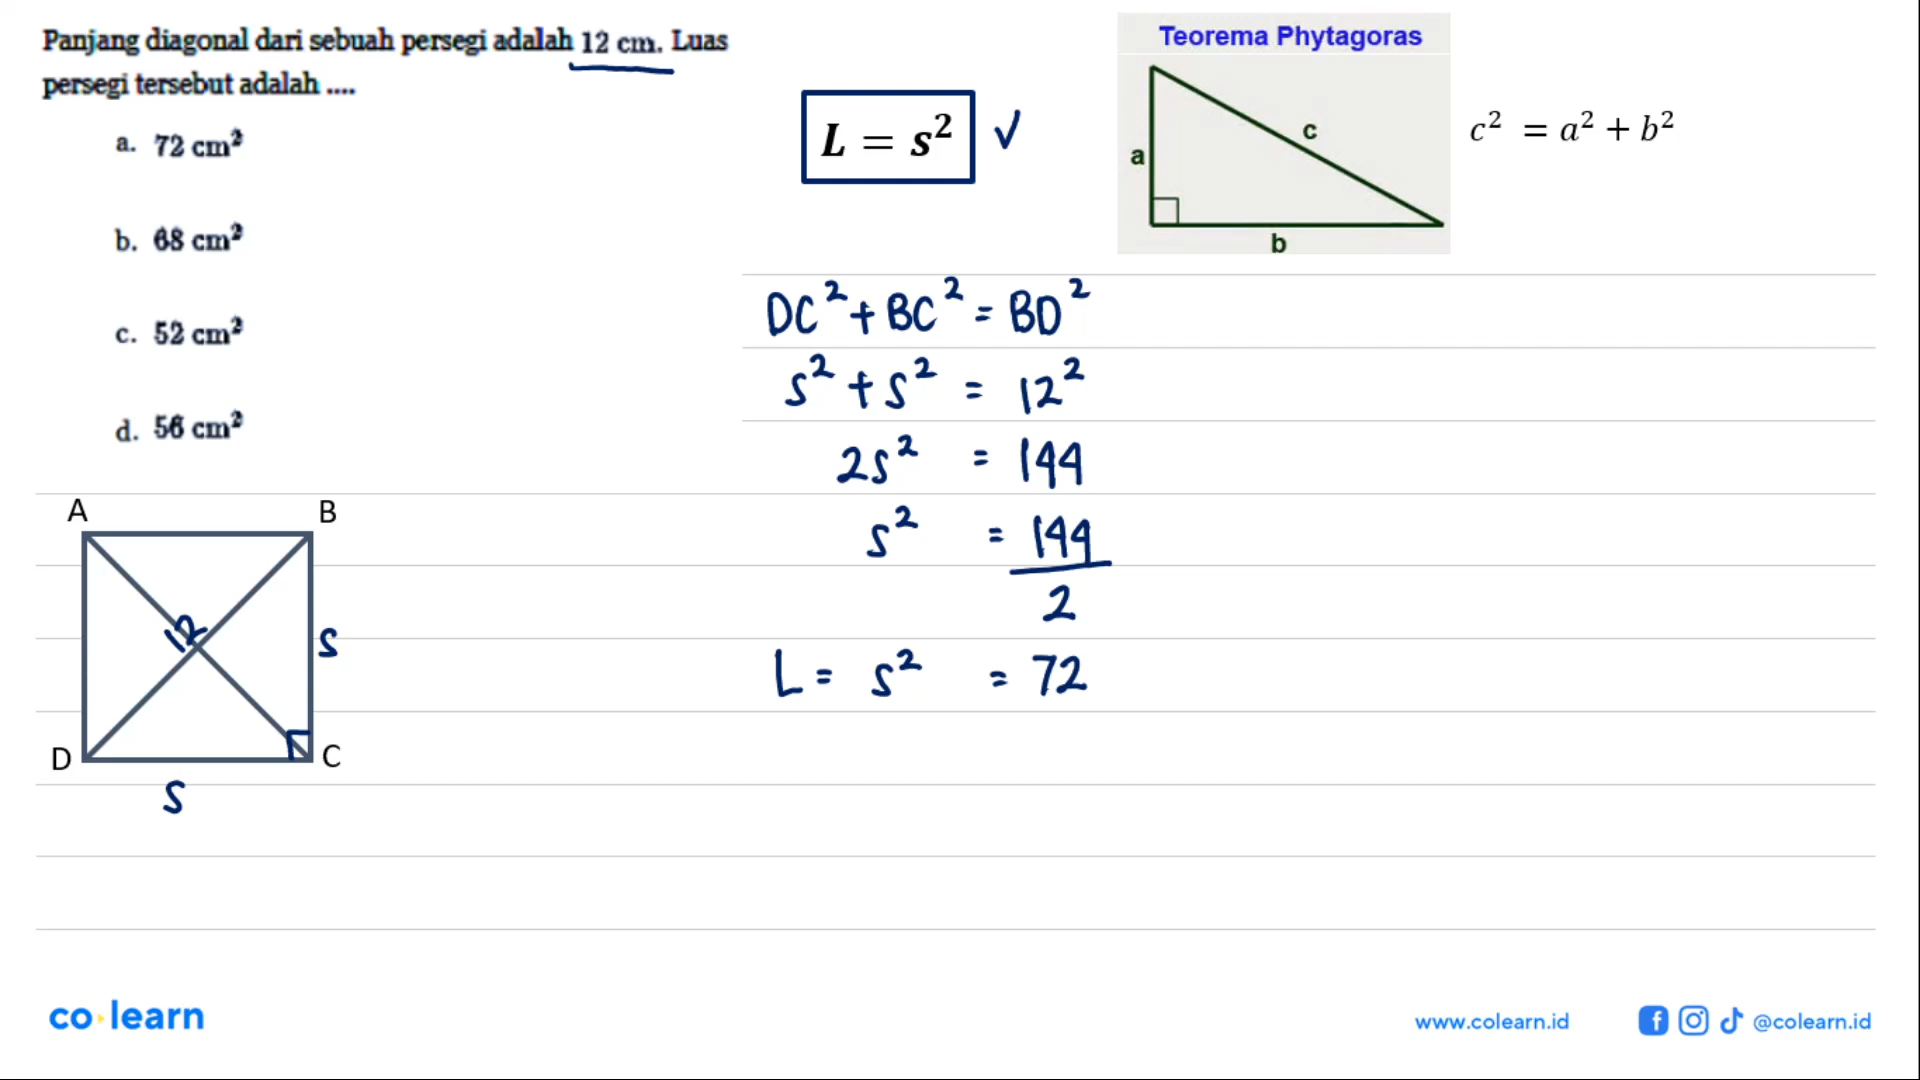 Panjang diagonal dari sebuah persegi adalah 12 cm. Luas
persegi tersebut adalah ....
a. 72 cm²
b. 68 cm²
c. 52 cm²
d. 56 cm²
L = s² ✓
Teorema Phytagoras
a
c
b
c² = a² + b²
DC² + BC² = BD²
s² + s² = 12²
2s² = 144
s² = 144
2
L = s² = 72
A
B
12
s
D
C
s
co learn
www.colearn.id
@colearn.id